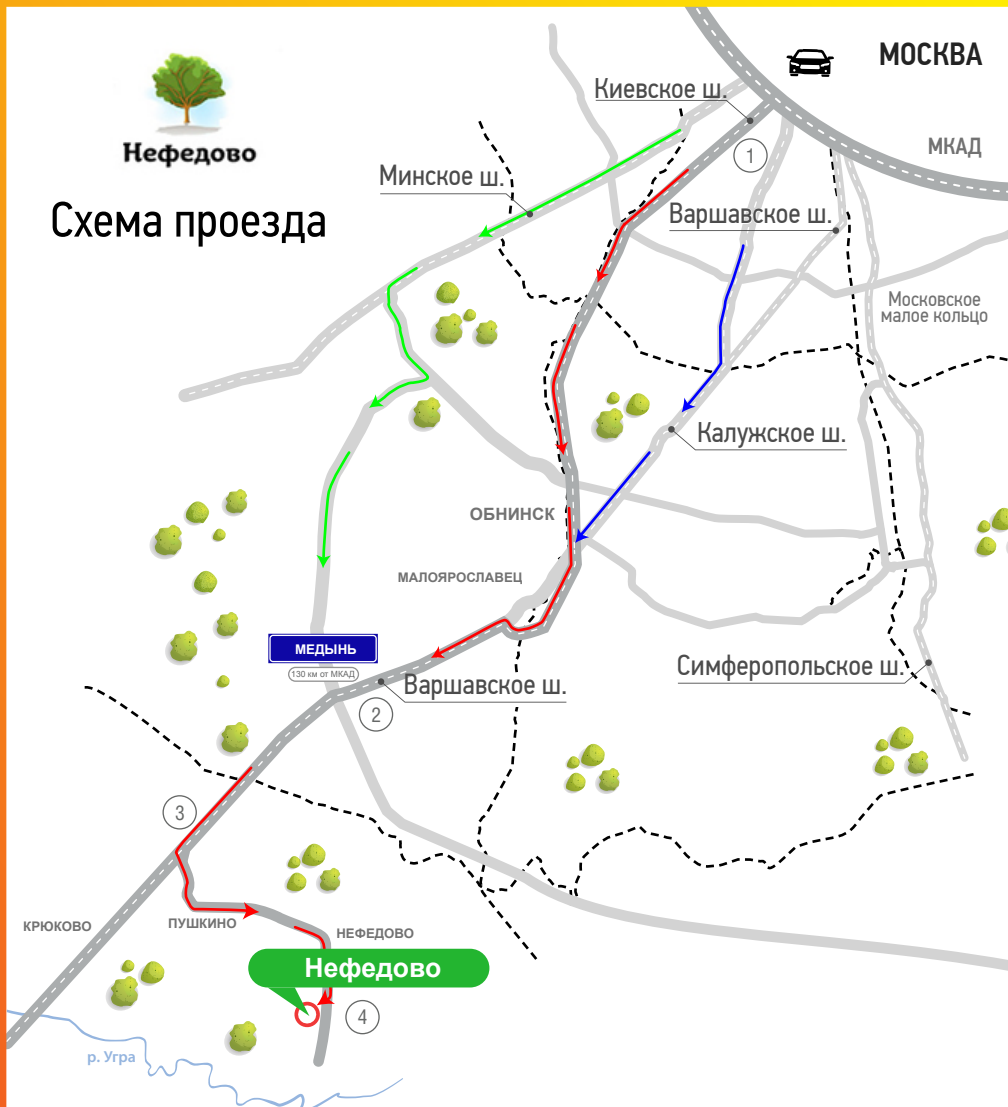 МОСКВА
Киевское ш.
Нефедово
МКАД
1
Минское ш.
Схема проезда
Варшавское ш.
Московское
малое кольцо
Калужское ш.
ОБНИНСК
МАЛОЯРОСЛАВЕЦ
МЕДЫНЬ
130 км от МКАД
Варшавское ш.
Симферопольское ш.
2
3
КРЮКОВО
ПУШКИНО
НЕФЕДОВО
Нефедово
4
р. Угра